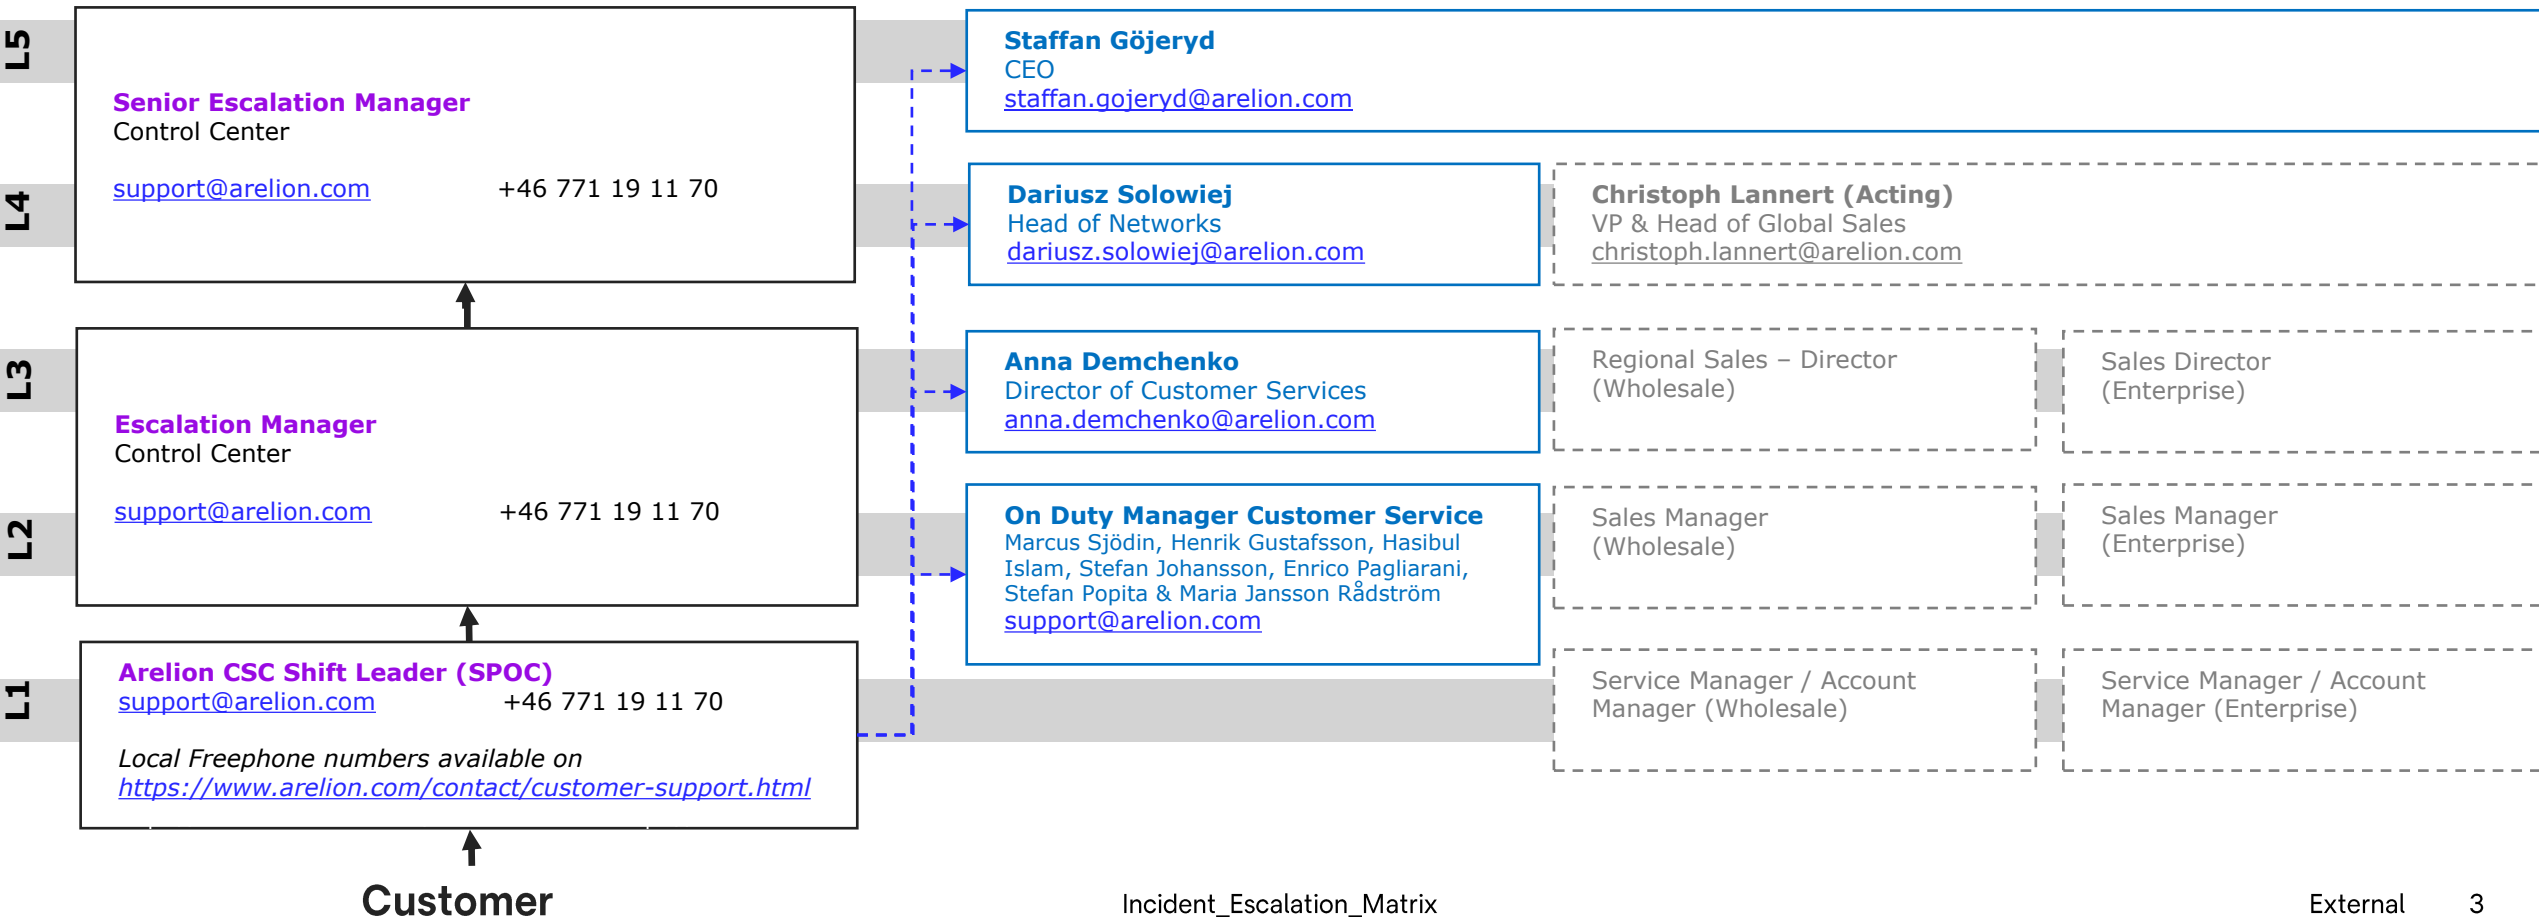 L5
Senior Escalation Manager
Control Center
support@arelion.com +46 771 19 11 70
Staffan Göjeryd
CEO
staffan.gojeryd@arelion.com
L4
Dariusz Solowiej
Head of Networks
dariusz.solowiej@arelion.com
Christoph Lannert (Acting)
VP & Head of Global Sales
christoph.lannert@arelion.com
L3
Escalation Manager
Control Center
support@arelion.com +46 771 19 11 70
Anna Demchenko
Director of Customer Services
anna.demchenko@arelion.com
Regional Sales – Director
(Wholesale)
Sales Director
(Enterprise)
L2
On Duty Manager Customer Service
Marcus Sjödin, Henrik Gustafsson, Hasibul
Islam, Stefan Johansson, Enrico Pagliarani,
Stefan Popita & Maria Jansson Rådström
support@arelion.com
Sales Manager
(Wholesale)
Sales Manager
(Enterprise)
L1
Arelion CSC Shift Leader (SPOC)
support@arelion.com +46 771 19 11 70
Local Freephone numbers available on
https://www.arelion.com/contact/customer-support.html
Service Manager / Account
Manager (Wholesale)
Service Manager / Account
Manager (Enterprise)
Customer
Incident_Escalation_Matrix
External 3